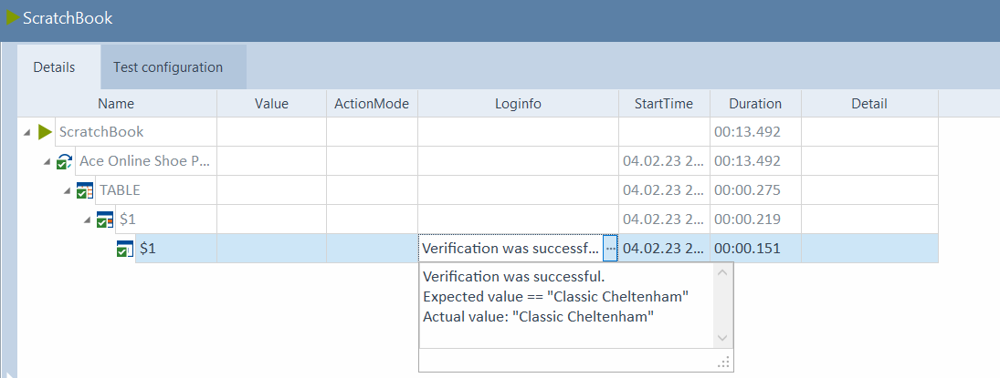 ScratchBook
Details Test configuration
Name Value ActionMode Loginfo StartTime Duration Detail
ScratchBook 00:13.492
Ace Online Shoe P... 04.02.23 2... 00:13.492
TABLE 04.02.23 2... 00:00.275
$1 04.02.23 2... 00:00.219
$1 Verification was successf... ... 04.02.23 2... 00:00.151
Verification was successful.
Expected value == "Classic Cheltenham"
Actual value: "Classic Cheltenham"